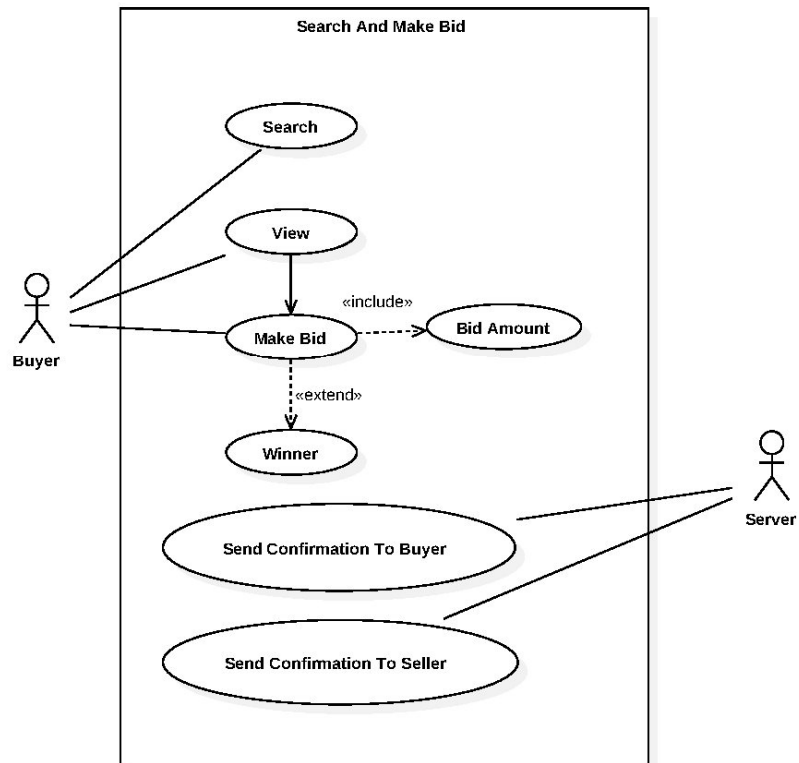 Search And Make Bid
Search
View
«include»
Make Bid
Bid Amount
Buyer
«extend»
Winner
Server
Send Confirmation To Buyer
Send Confirmation To Seller